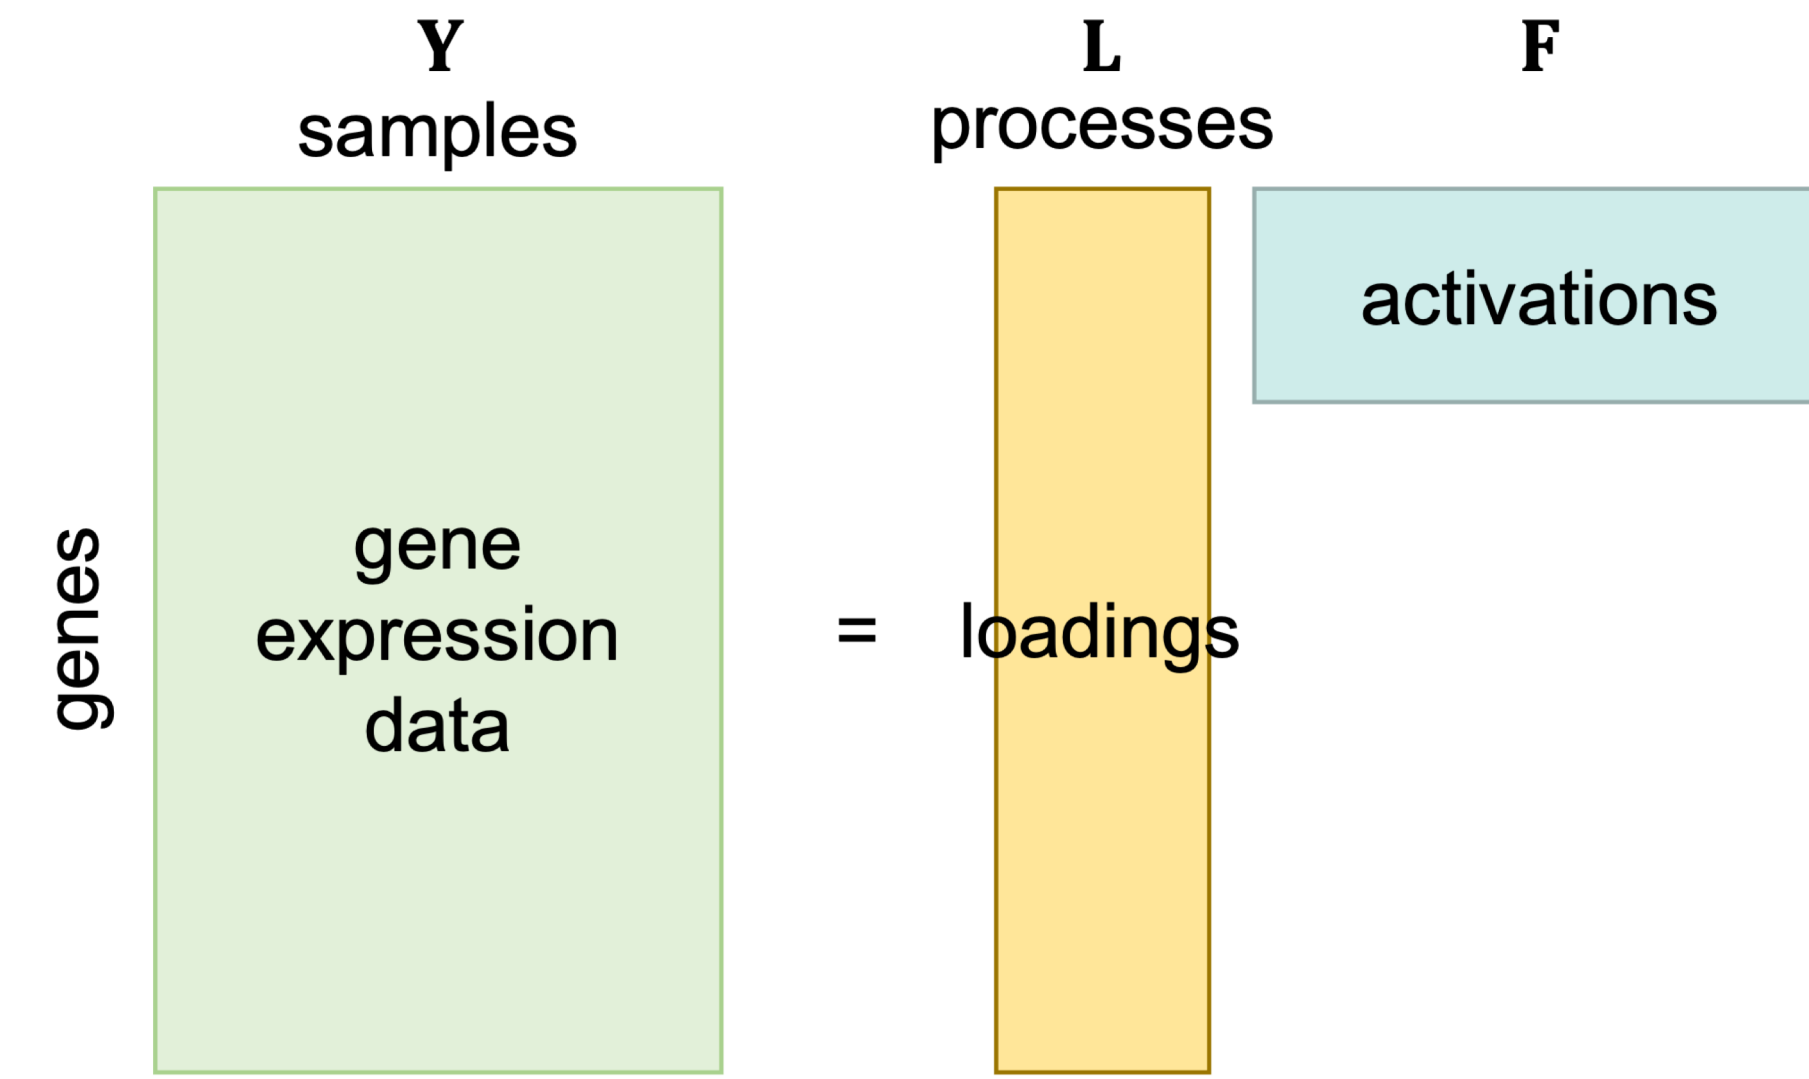 Y
samples
genes
gene
expression
data
=
L
processes
loadings
F
activations